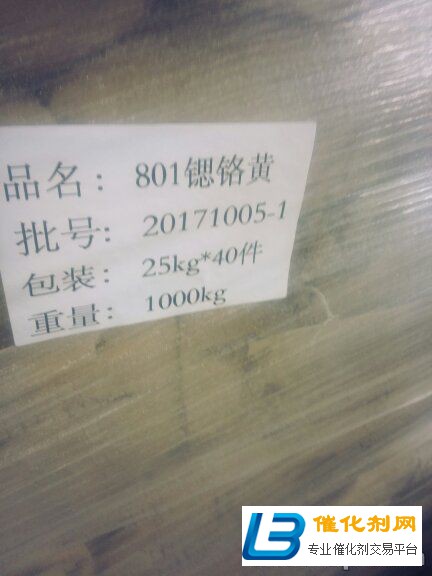 品名：801锶铬黄
批号：20171005-1
包装：25kg*40件
重量：1000kg
LB
催化剂网
专业催化剂交易平台